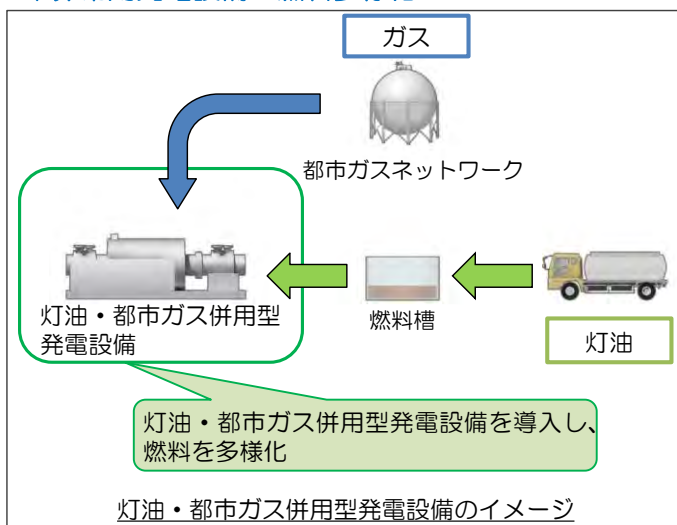 ガス
都市ガスネットワーク
灯油・都市ガス併用型
発電設備
燃料槽
灯油
灯油・都市ガス併用型発電設備を導入し、
燃料を多様化
灯油・都市ガス併用型発電設備のイメージ